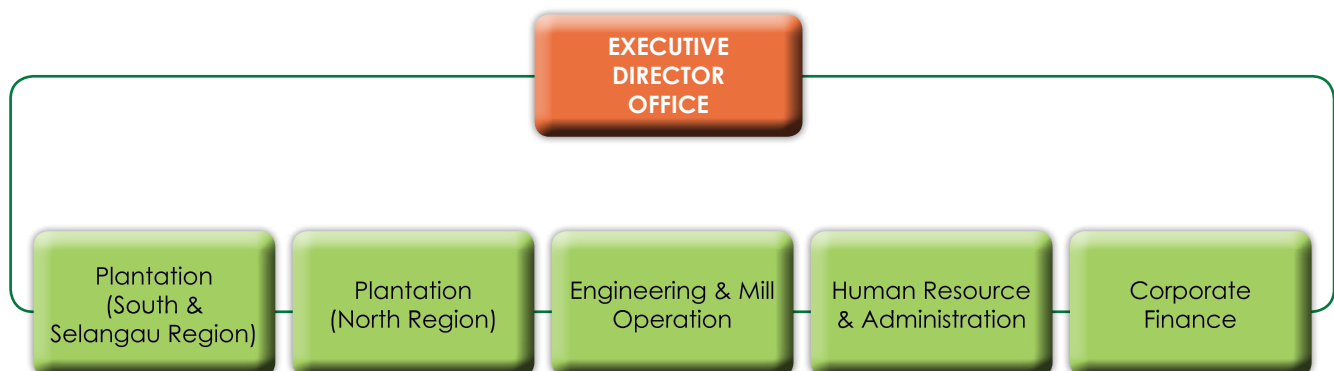 EXECUTIVE
DIRECTOR
OFFICE
Plantation
(South &
Selangau Region)
Plantation
(North Region)
Engineering & Mill
Operation
Human Resource
& Administration
Corporate
Finance